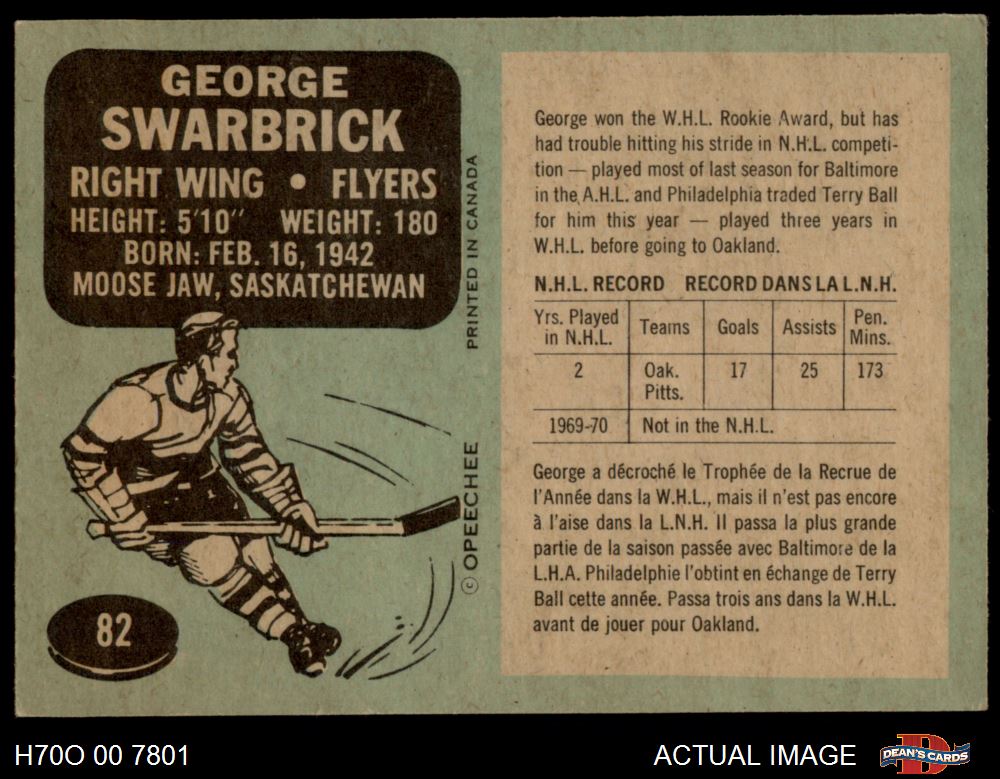 GEORGE
SWARBRICK
RIGHT WING • FLYERS
HEIGHT: 5'10" WEIGHT: 180
BORN: FEB. 16, 1942
MOOSE JAW, SASKATCHEWAN
82
© OPEECHEE PRINTED IN CANADA
George won the W.H.L. Rookie Award, but has
had trouble hitting his stride in N.H.L. competi-
tion — played most of last season for Baltimore
in the A.H.L. and Philadelphia traded Terry Ball
for him this year — played three years in
W.H.L. before going to Oakland.
N.H.L. RECORD RECORD DANS LA L.N.H.
Yrs. Played in N.H.L. Teams Goals Assists Pen. Mins.
2 Oak. Pitts. 17 25 173
1969-70 Not in the N.H.L.
George a décroché le Trophée de la Recrue de
l'Année dans la W.H.L., mais il n'est pas encore
à l'aise dans la L.N.H. Il passa la plus grande
partie de la saison passée avec Baltimore de la
L.H.A. Philadelphie l'obtint en échange de Terry
Ball cette année. Passa trois ans dans la W.H.L.
avant de jouer pour Oakland.
H70O 00 7801 ACTUAL IMAGE DEAN'S CARDS